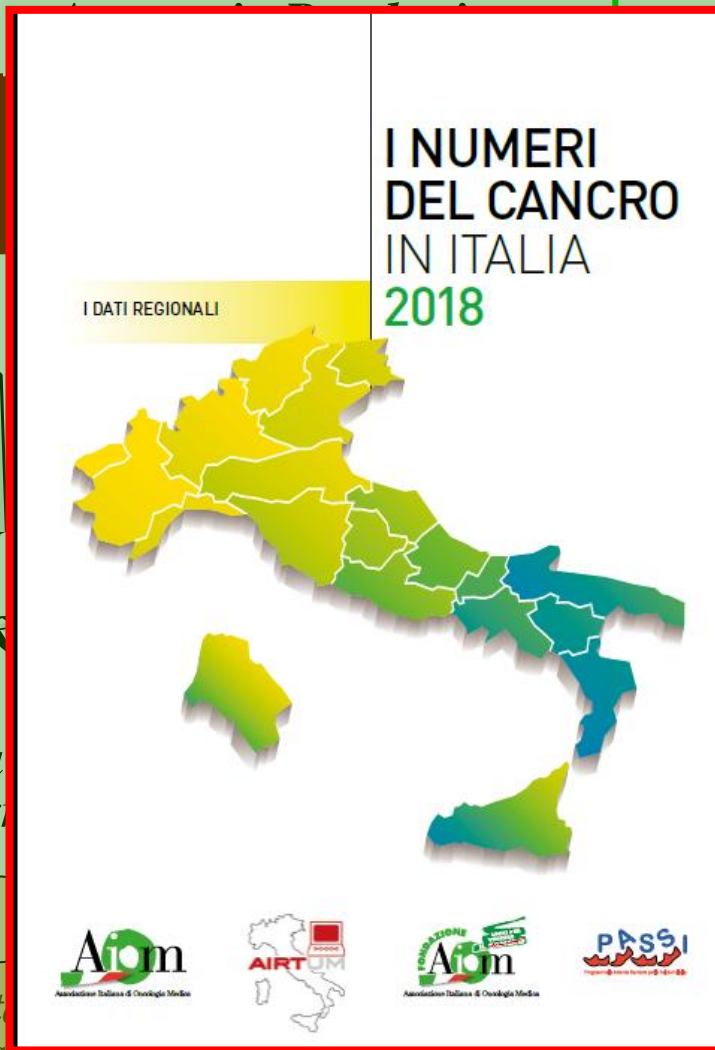 I NUMERI
DEL CANCRO
IN ITALIA
2018
I DATI REGIONALI
Aiom
Associazione Italiana di Oncologia Medica
AIRTUM
FONDAZIONE
Aiom
Associazione Italiana di Oncologia Medica
PASSI